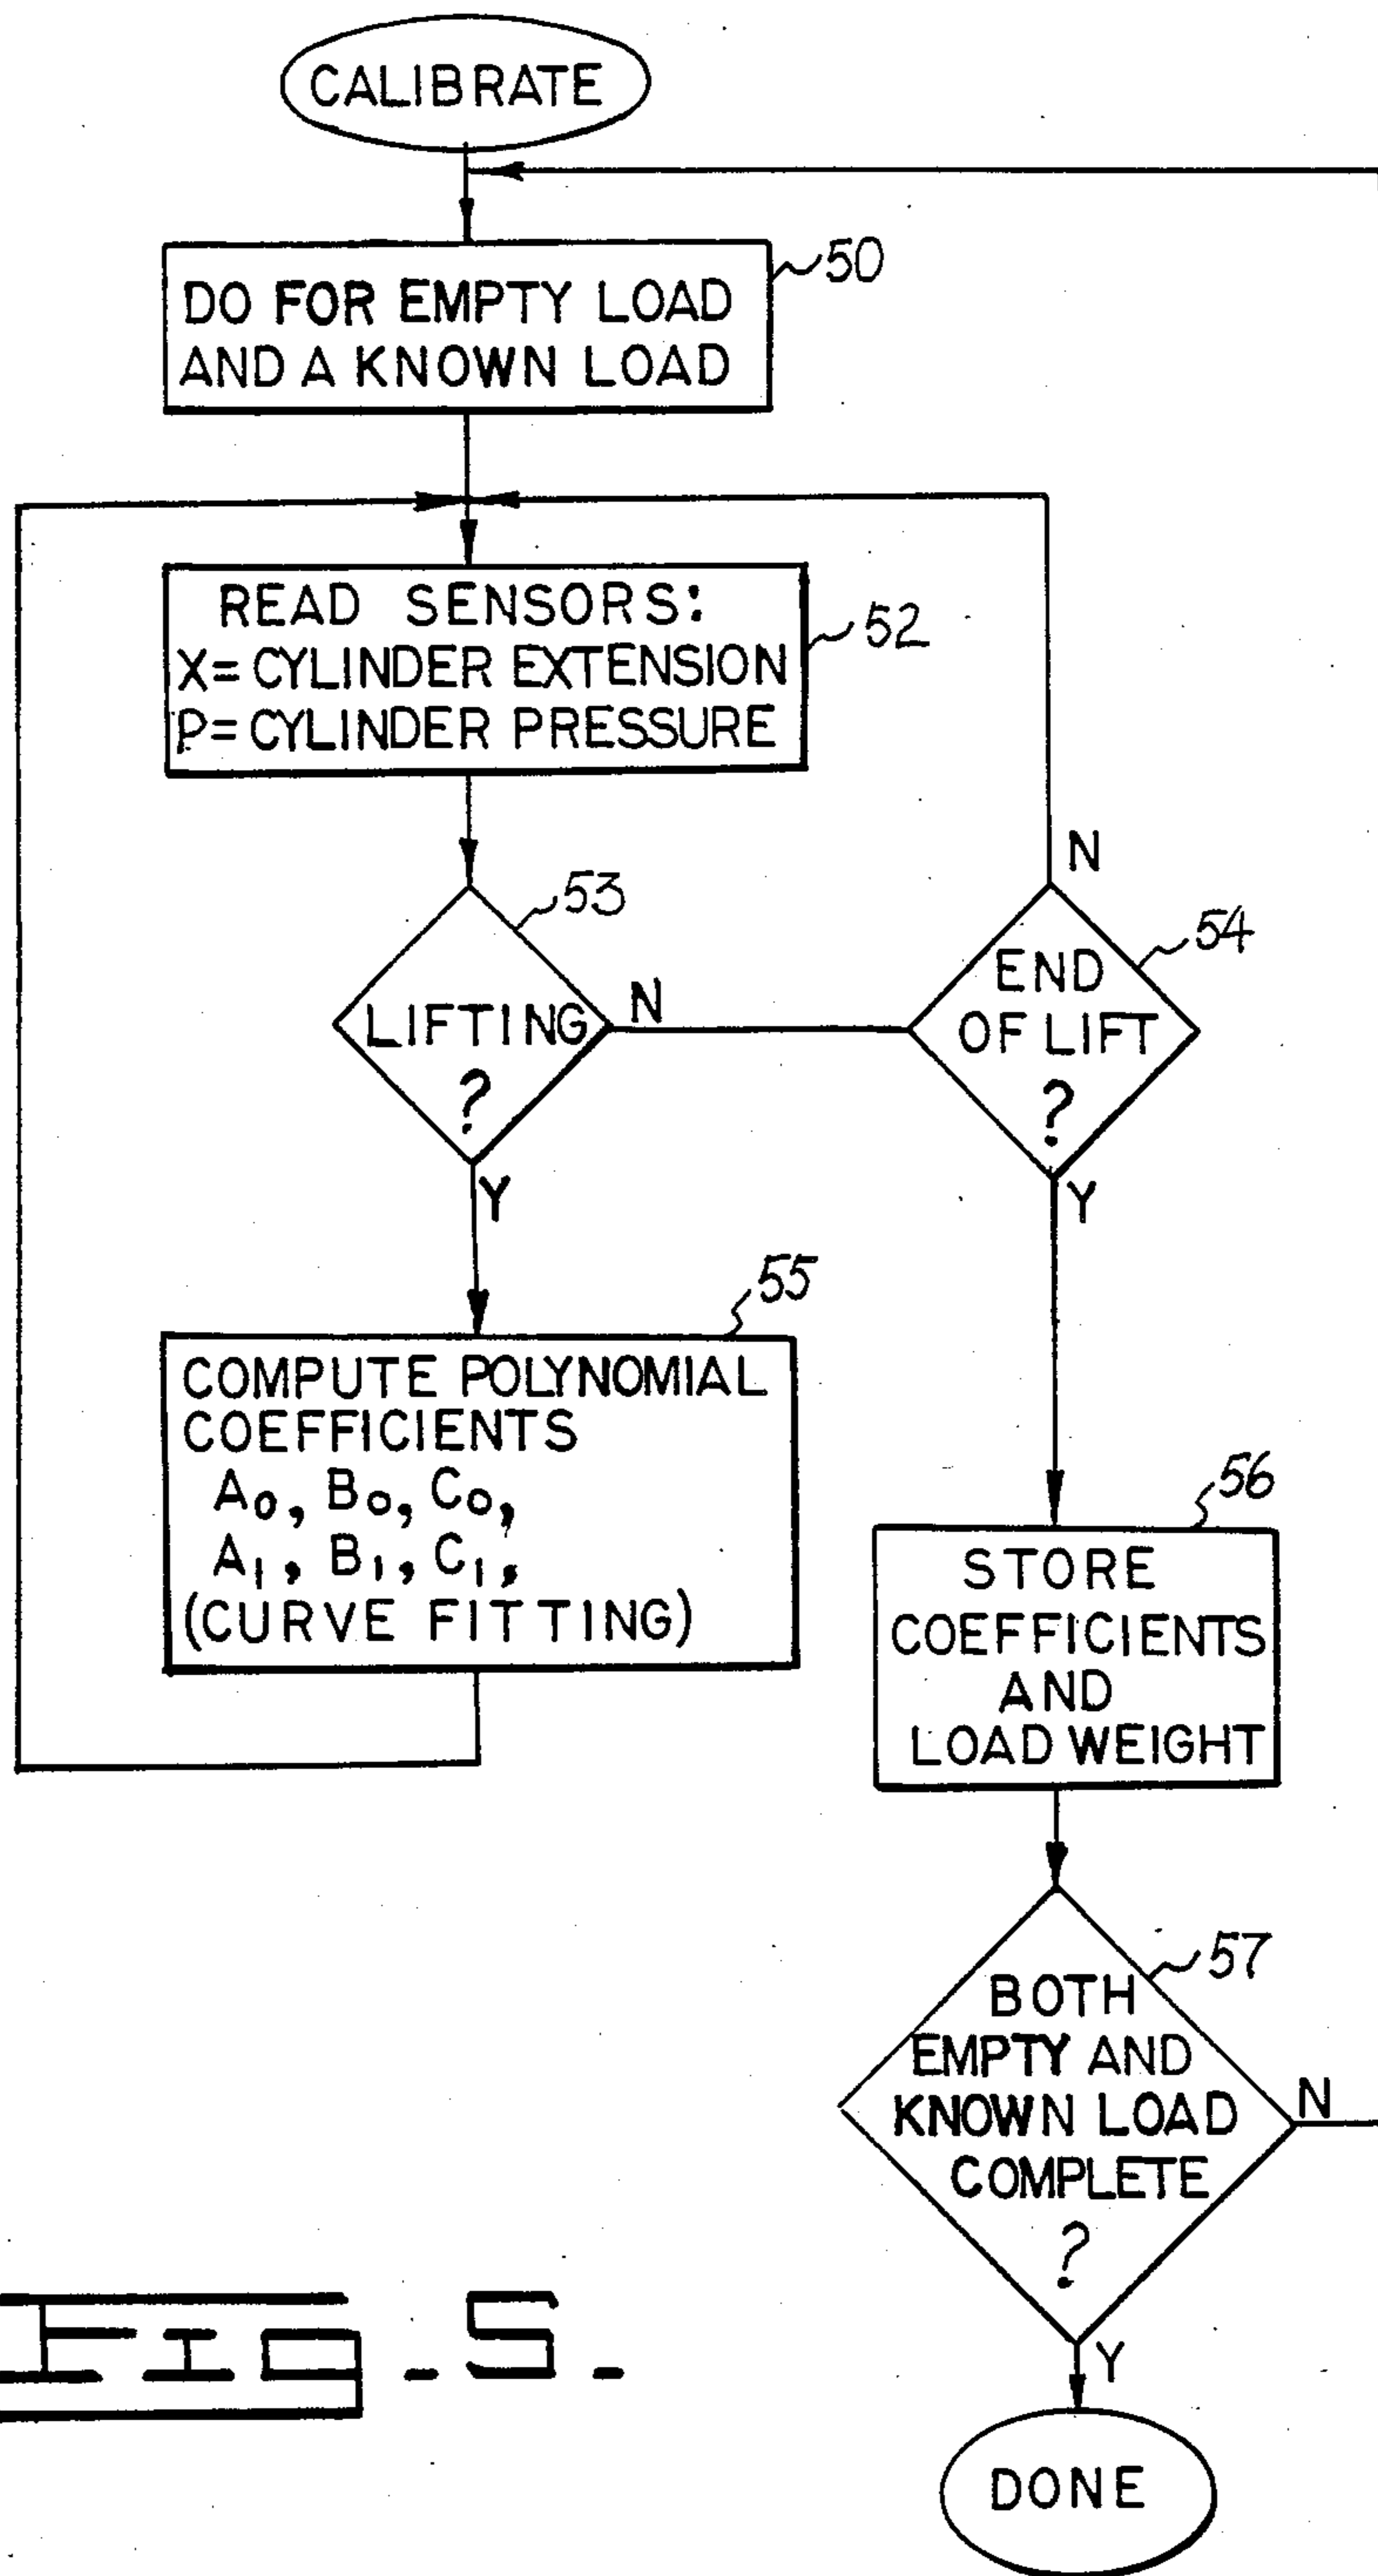 CALIBRATE
50
DO FOR EMPTY LOAD
AND A KNOWN LOAD
READ SENSORS:
X= CYLINDER EXTENSION
P= CYLINDER PRESSURE
52
LIFTING
?
53
N
Y
END
OF LIFT
?
54
N
Y
55
COMPUTE POLYNOMIAL
COEFFICIENTS
A₀, B₀, C₀,
A₁, B₁, C₁,
(CURVE FITTING)
56
STORE
COEFFICIENTS
AND
LOAD WEIGHT
57
BOTH
EMPTY AND
KNOWN LOAD
COMPLETE
?
N
Y
DONE
Fig. 5.